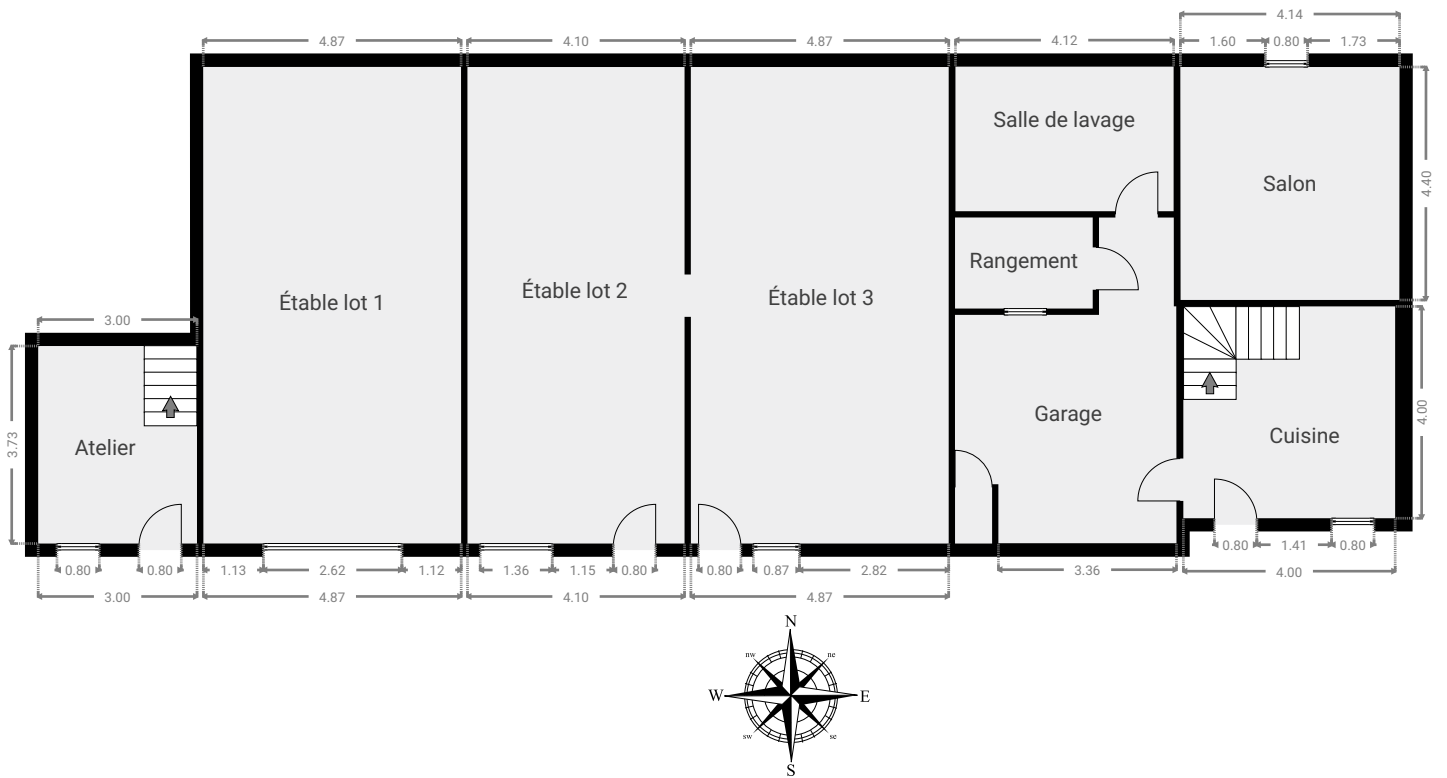 4.14
4.87
4.10
4.87
4.12
1.60
0.80
1.73
Salle de lavage
Salon
4.40
Rangement
Étable lot 1
Étable lot 2
Étable lot 3
3.00
Garage
4.00
Atelier
Cuisine
3.73
0.80
1.41
0.80
0.80
0.80
1.13
2.62
1.12
1.36
1.15
0.80
0.80
0.87
2.82
3.36
4.00
3.00
4.87
4.10
4.87
N
nw
ne
W
E
sw
se
S